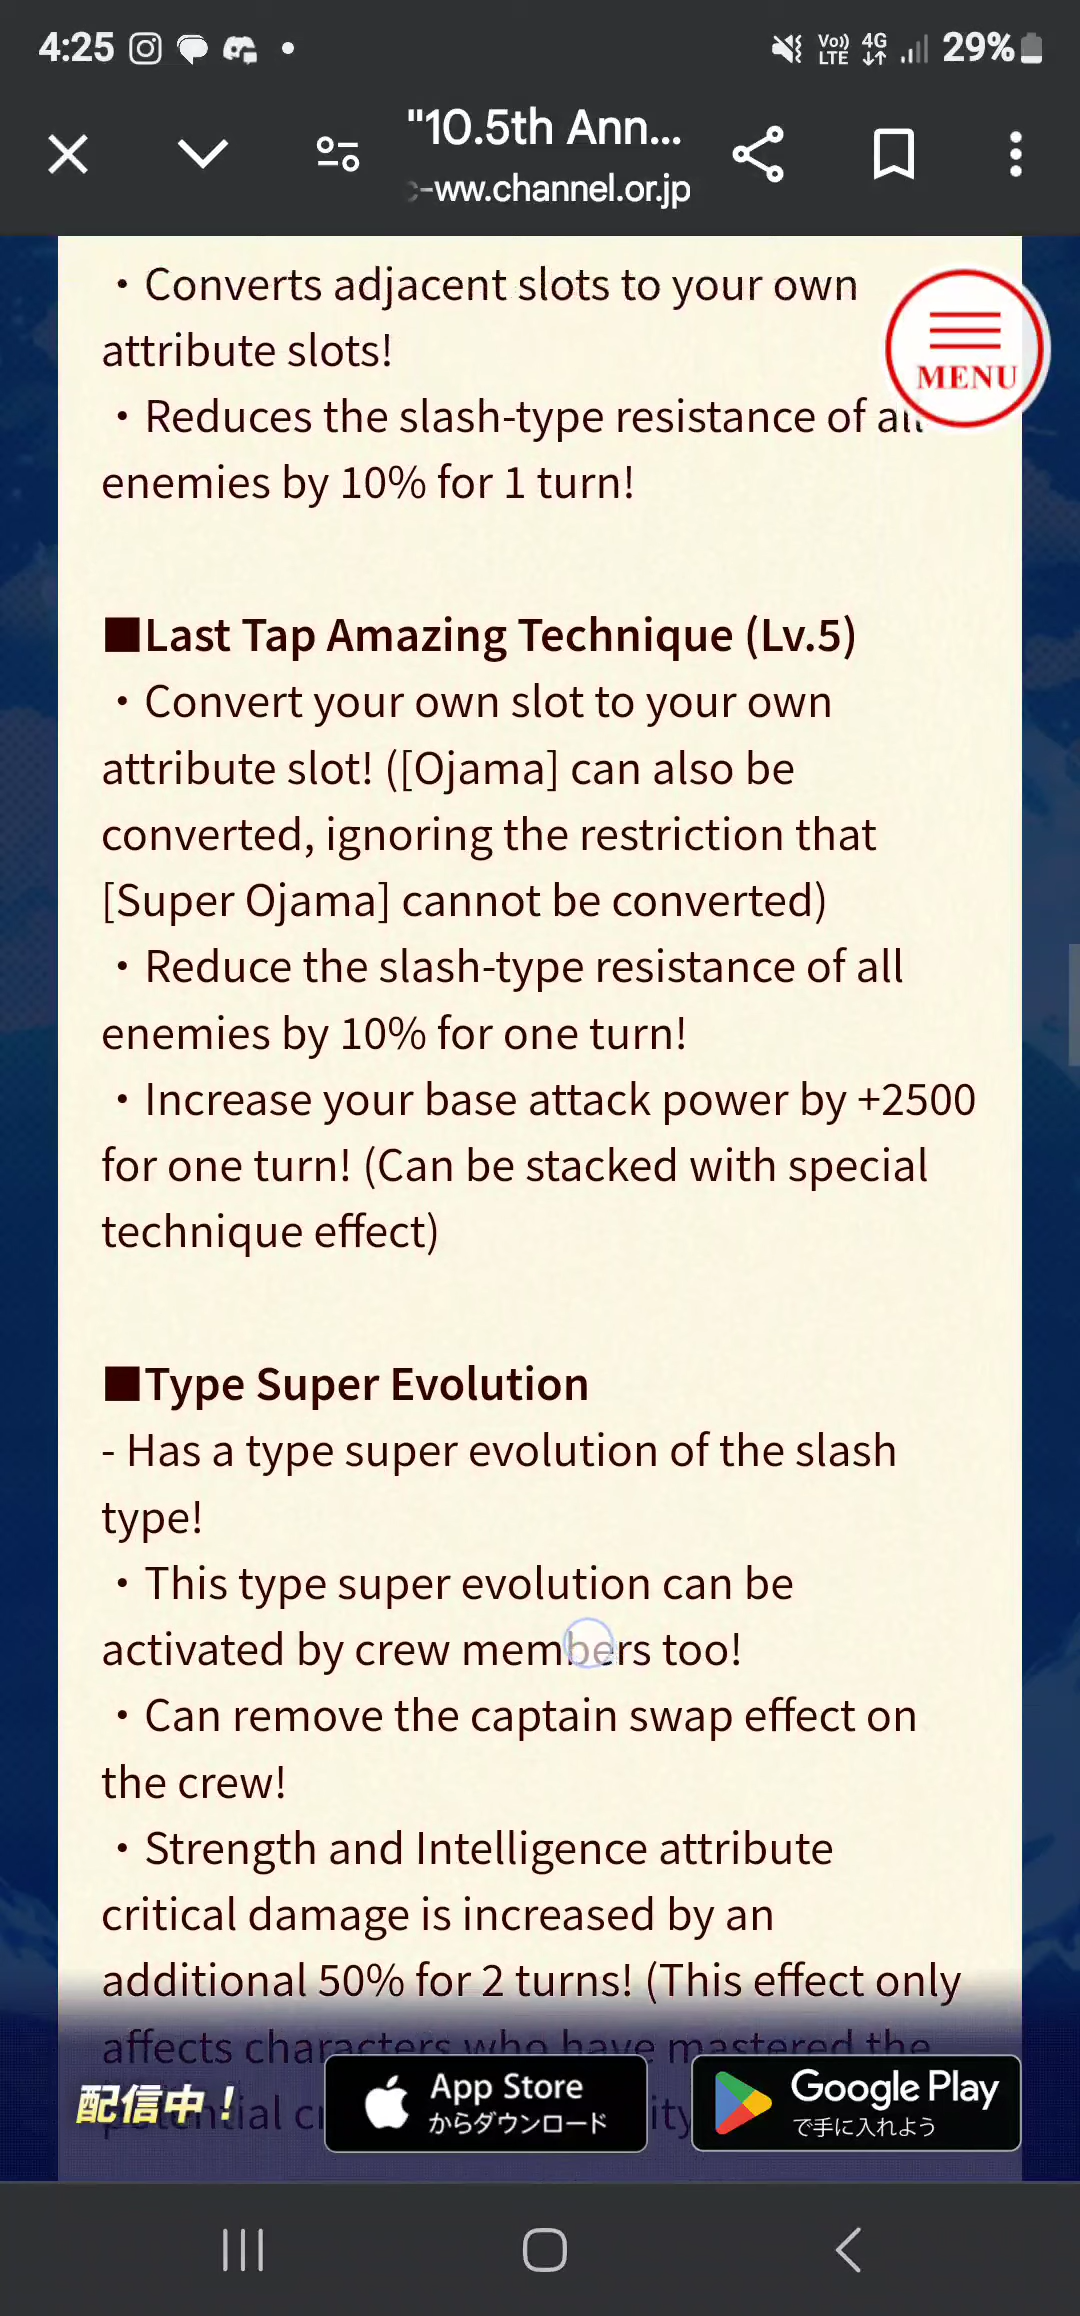 4:25
Vo)) LTE 4G 29%
"10.5th Ann...
-ww.channel.or.jp
・Converts adjacent slots to your own
attribute slots!
MENU
・Reduces the slash-type resistance of all
enemies by 10% for 1 turn!
■Last Tap Amazing Technique (Lv.5)
・Convert your own slot to your own
attribute slot! ([Ojama] can also be
converted, ignoring the restriction that
[Super Ojama] cannot be converted)
・Reduce the slash-type resistance of all
enemies by 10% for one turn!
・Increase your base attack power by +2500
for one turn! (Can be stacked with special
technique effect)
■Type Super Evolution
- Has a type super evolution of the slash
type!
・This type super evolution can be
activated by crew members too!
・Can remove the captain swap effect on
the crew!
・Strength and Intelligence attribute
critical damage is increased by an
additional 50% for 2 turns! (This effect only
affects characters who have mastered the
potential
配信中！
App Store
からダウンロード
Google Play
で手に入れよう